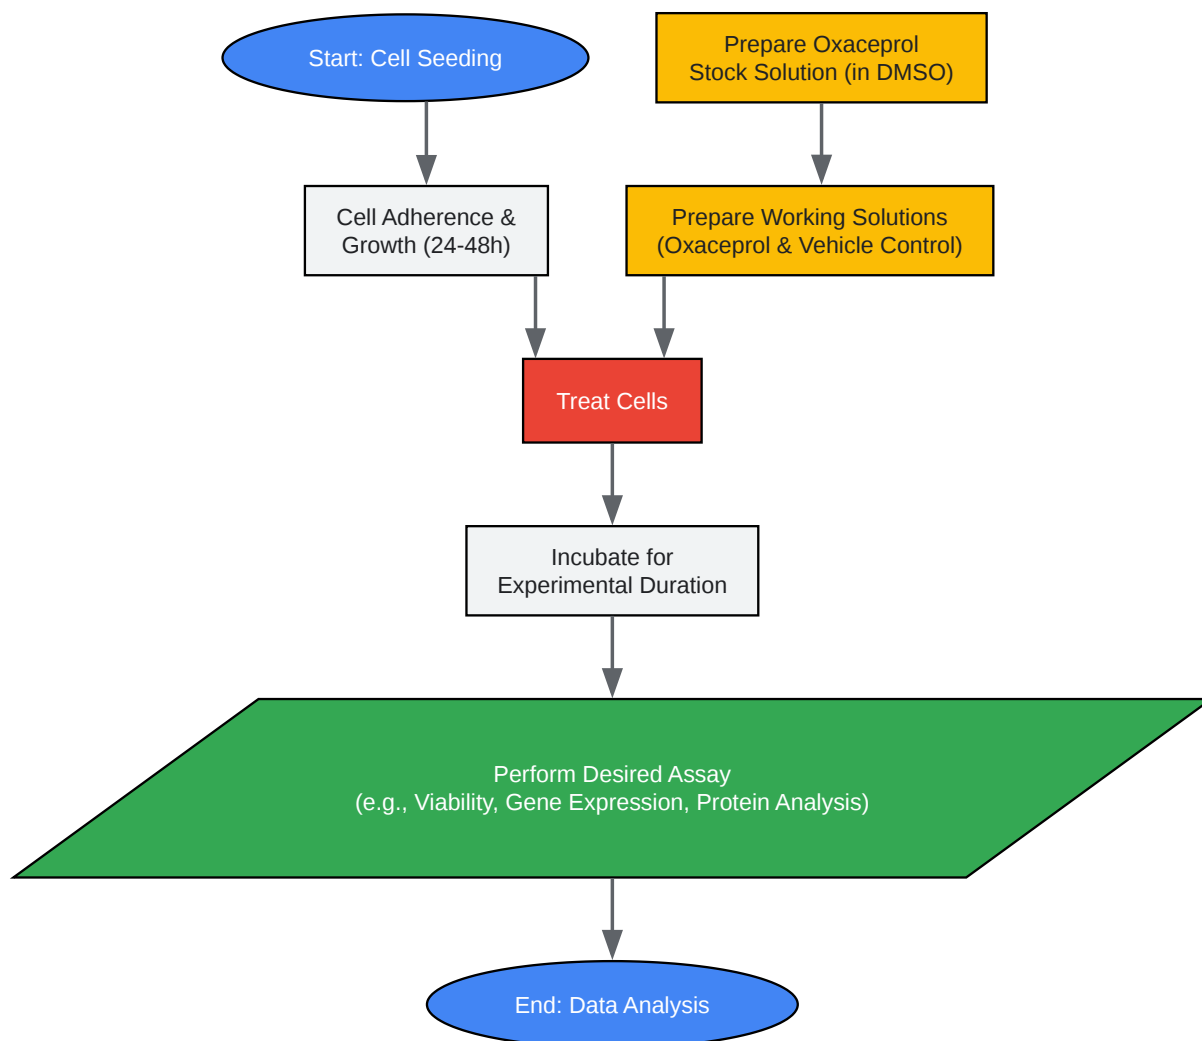 Start: Cell Seeding
Prepare Oxaceprol
Stock Solution (in DMSO)
Cell Adherence &
Growth (24-48h)
Prepare Working Solutions
(Oxaceprol & Vehicle Control)
Treat Cells
Incubate for
Experimental Duration
Perform Desired Assay
(e.g., Viability, Gene Expression, Protein Analysis)
End: Data Analysis